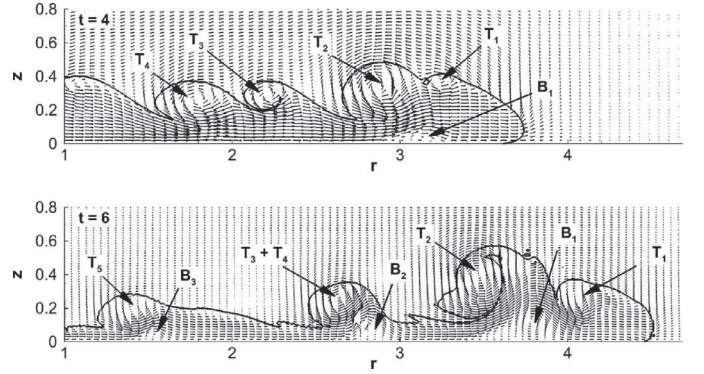 0.8
t = 4
T₃
T₂
T₁
0.6
T₄
z
0.4
B₁
0.2
0
1
2
3
4
r
0.8
t = 6
T₂
B₁
0.6
T₃ + T₄
T₁
z
T₅
B₃
B₂
0.4
0.2
0
1
2
3
4
r